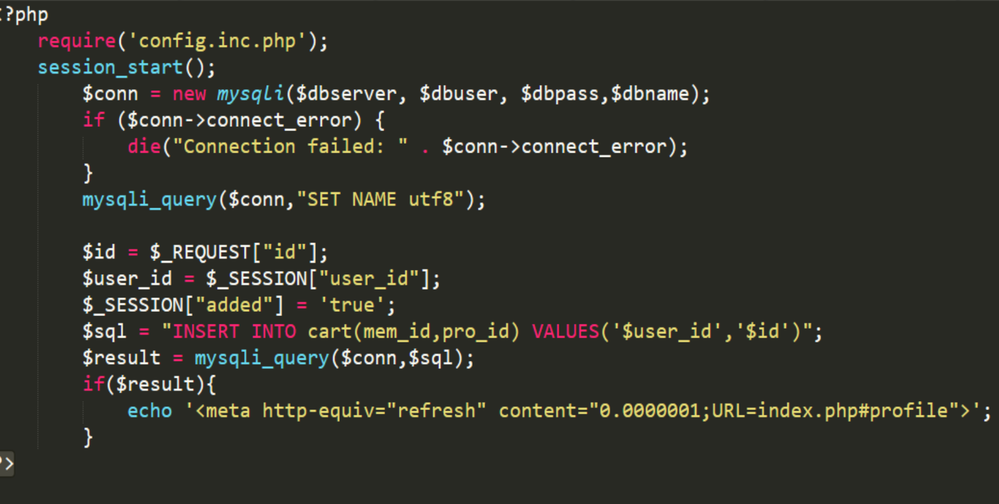 <?php
require('config.inc.php');
session_start();
$conn = new mysqli($dbserver, $dbuser, $dbpass,$dbname);
if ($conn->connect_error) {
die("Connection failed: " . $conn->connect_error);
}
mysqli_query($conn,"SET NAME utf8");
$id = $_REQUEST["id"];
$user_id = $_SESSION["user_id"];
$_SESSION["added"] = 'true';
$sql = "INSERT INTO cart(mem_id,pro_id) VALUES('$user_id','$id')";
$result = mysqli_query($conn,$sql);
if($result){
echo '<meta http-equiv="refresh" content="0.0000001;URL=index.php#profile">';
}
?>